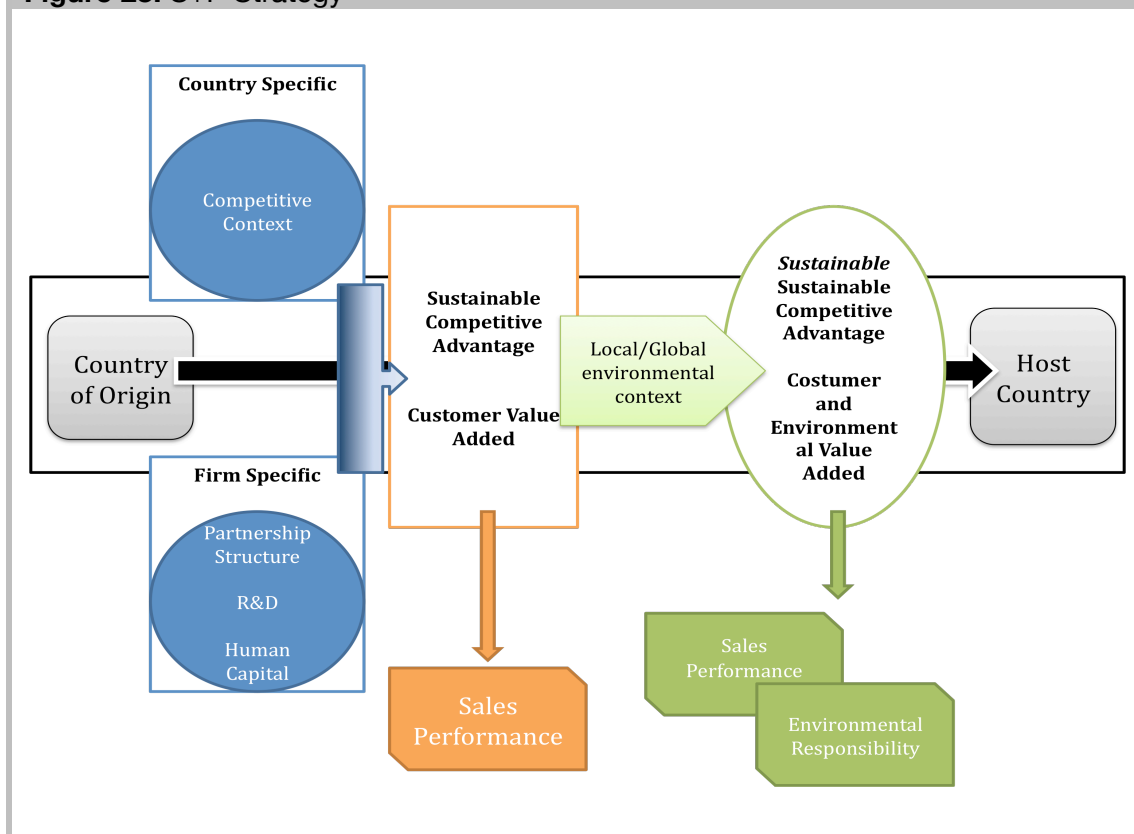 Country Specific
Competitive
Context
Country
of Origin
Firm Specific
Partnership
Structure
R&D
Human
Capital
Sustainable
Competitive
Advantage
Customer Value
Added
Sales
Performance
Local/Global
environmental
context
Sustainable
Sustainable
Competitive
Advantage
Costumer
and
Environment
al Value
Added
Sales
Performance
Environmental
Responsibility
Host
Country